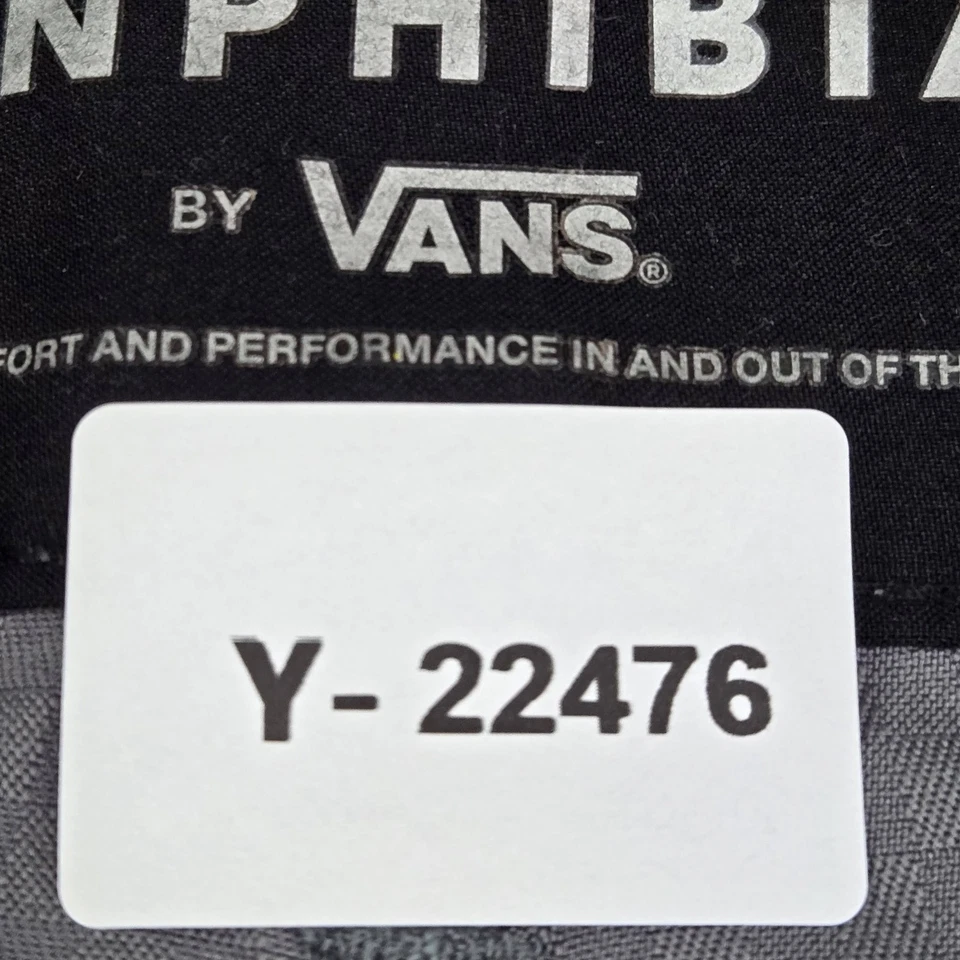 NPHIBIA
BY VANS®
FORT AND PERFORMANCE IN AND OUT OF TH
Y- 22476